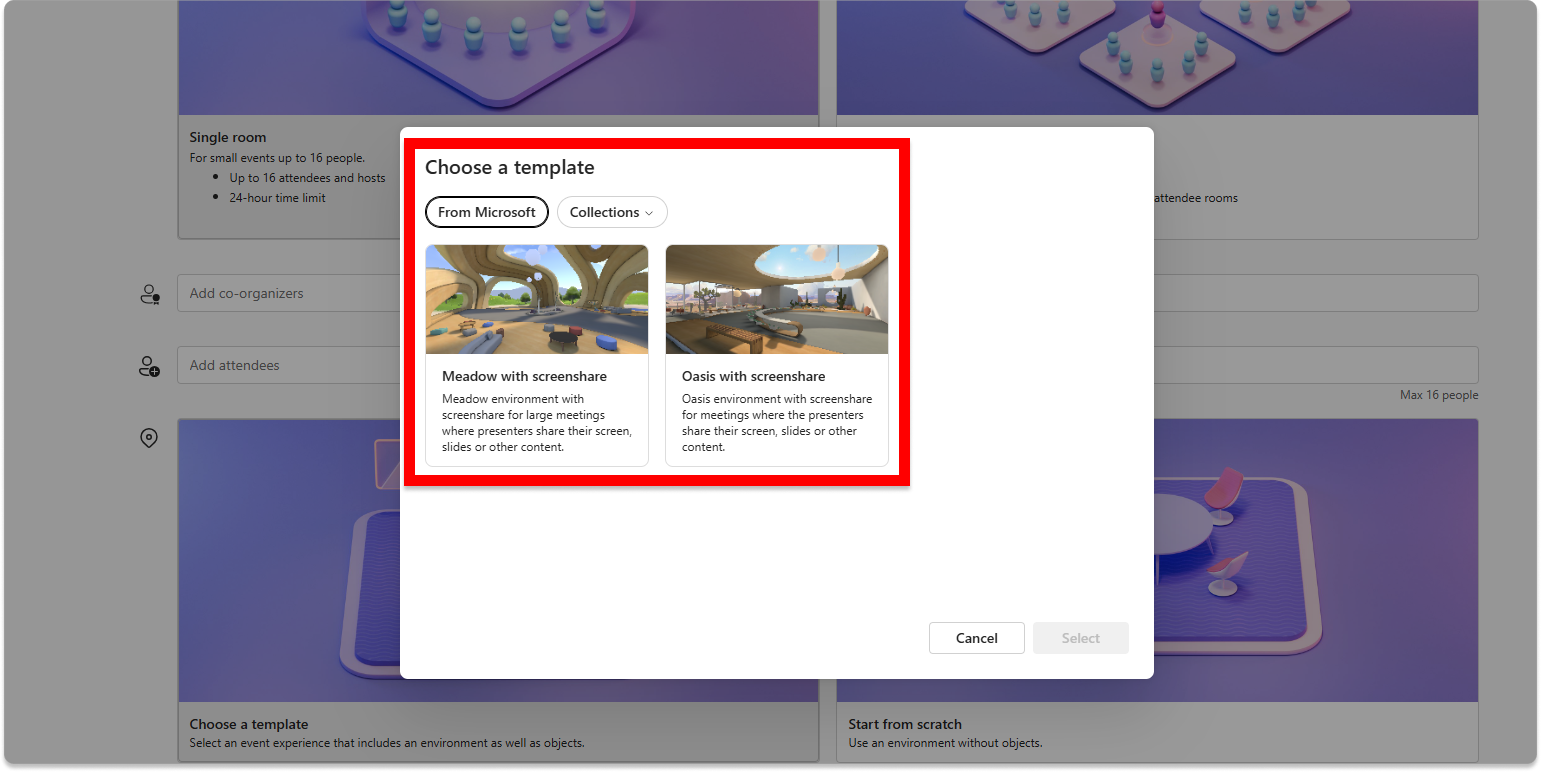 Single room
For small events up to 16 people.
Up to 16 attendees and hosts
24-hour time limit
attendee rooms
Add co-organizers
Add attendees
Max 16 people
Choose a template
From Microsoft
Collections
Meadow with screenshare
Meadow environment with
screenshare for large meetings
where presenters share their screen,
slides or other content.
Oasis with screenshare
Oasis environment with screenshare
for meetings where the presenters
share their screen, slides or other
content.
Cancel
Select
Choose a template
Select an event experience that includes an environment as well as objects.
Start from scratch
Use an environment without objects.